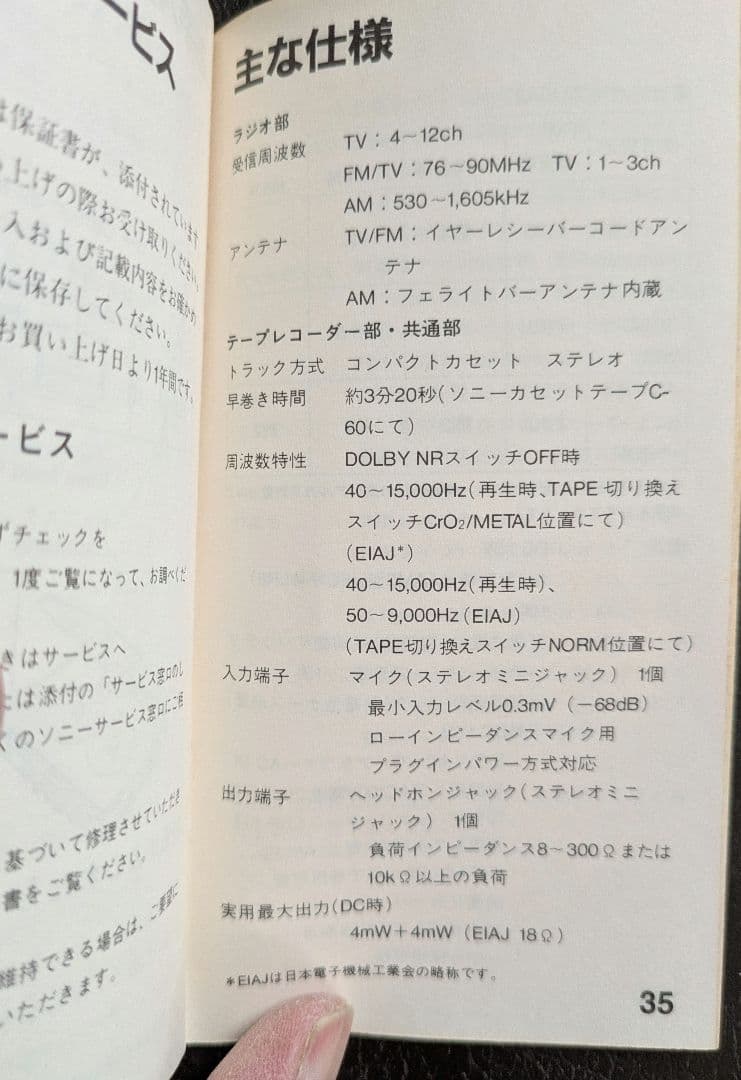 ービス
は保証書が、添付されています
上げの際お受け取りください。
入および記載内容をお確かめ
に保存してください。
お買い上げ日より1年間です。
ービス
ずチェックを
1度ご覧になって、お調べくだ
きはサービスへ
には添付の「サービス窓口のし
くのソニーサービス窓口にご相
基づいて修理させていただき
書をご覧ください。
維持できる場合は、ご要望に
いただきます。
主な仕様
ラジオ部
受信周波数 TV:4～12ch
FM/TV:76～90MHz TV:1～3ch
AM:530～1,605kHz
アンテナ TV/FM:イヤーレシーバーコードアン
テナ
AM:フェライトバーアンテナ内蔵
テープレコーダー部・共通部
トラック方式 コンパクトカセット ステレオ
早巻き時間 約3分20秒(ソニーカセットテープC-
60にて)
周波数特性 DOLBY NRスイッチOFF時
40～15,000Hz(再生時、TAPE 切り換え
スイッチCrO₂/METAL位置にて)
(EIAJ*)
40～15,000Hz(再生時)、
50～9,000Hz(EIAJ)
(TAPE切り換えスイッチNORM位置にて)
入力端子 マイク(ステレオミニジャック) 1個
最小入力レベル0.3mV (－68dB)
ローインピーダンスマイク用
プラグインパワー方式対応
出力端子 ヘッドホンジャック(ステレオミニ
ジャック) 1個
負荷インピーダンス8～300Ωまたは
10kΩ以上の負荷
実用最大出力(DC時)
4mW＋4mW (EIAJ 18Ω)
*EIAJは日本電子機械工業会の略称です。
35